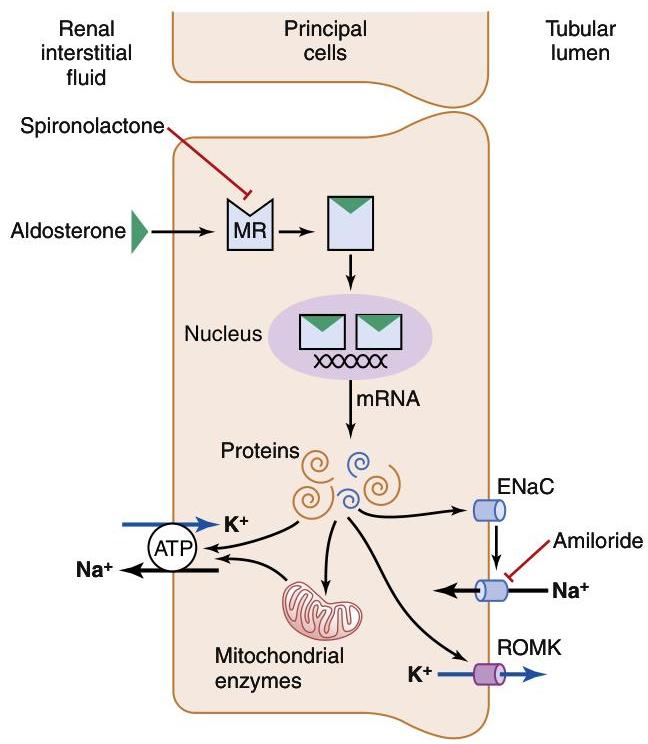 Renal
interstitial
fluid
Principal
cells
Tubular
lumen
Spironolactone
Aldosterone
MR
Nucleus
mRNA
Proteins
ENaC
K+
ATP
Na+
Amiloride
Na+
Mitochondrial
enzymes
ROMK
K+